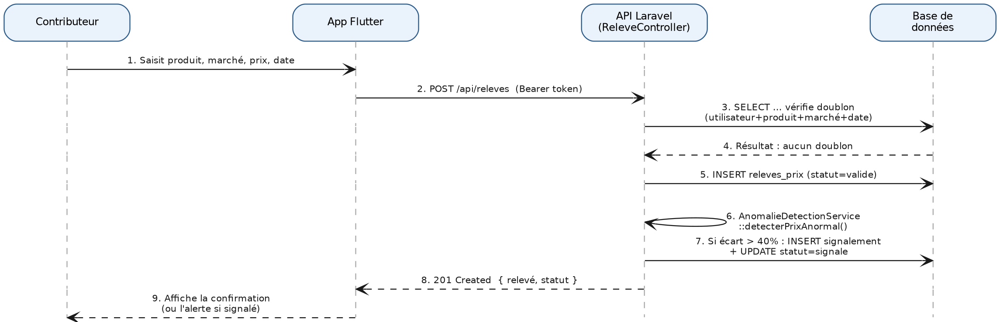 Contributeur
App Flutter
API Laravel
(ReleveController)
Base de
données
1. Saisit produit, marché, prix, date
2. POST /api/releves  (Bearer token)
3. SELECT ... vérifie doublon
(utilisateur+produit+marché+date)
4. Résultat : aucun doublon
5. INSERT releves_prix (statut=valide)
6. AnomalieDetectionService
::detecterPrixAnormal()
7. Si écart > 40% : INSERT signalement
+ UPDATE statut=signale
8. 201 Created  { relevé, statut }
9. Affiche la confirmation
(ou l'alerte si signalé)